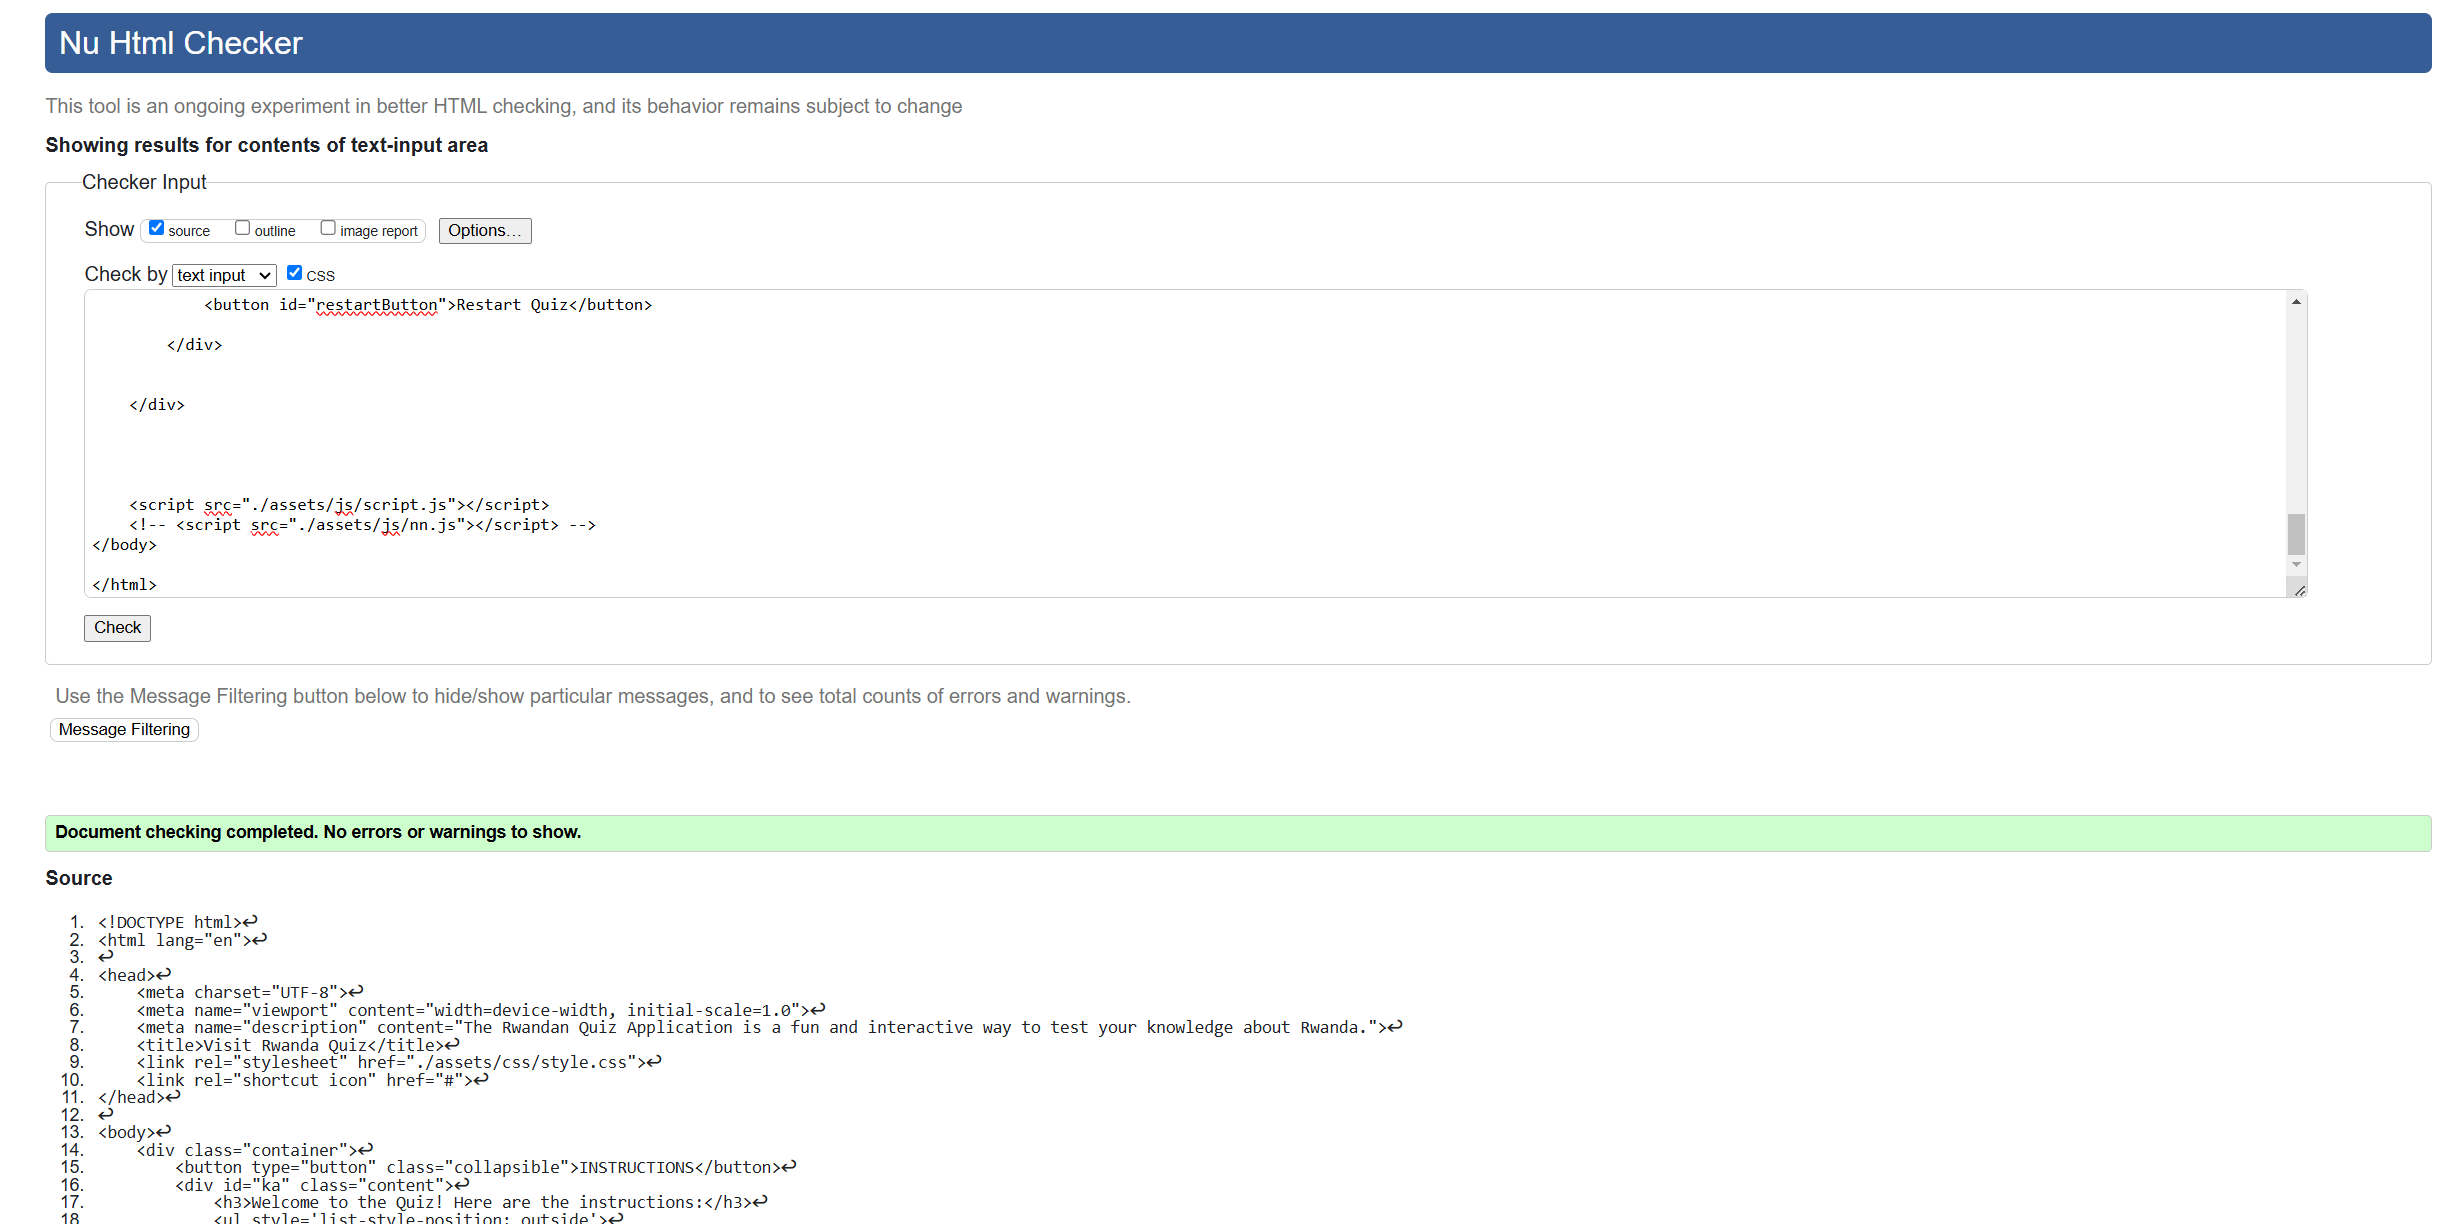 Nu Html Checker
This tool is an ongoing experiment in better HTML checking, and its behavior remains subject to change
Showing results for contents of text-input area
Checker Input
Show source outline image report Options...
Check by text input CSS
<button id="restartButton">Restart Quiz</button>
</div>
</div>
<script src="./assets/js/script.js"></script>
<!-- <script src="./assets/js/nn.js"></script> -->
</body>
</html>
Check
Use the Message Filtering button below to hide/show particular messages, and to see total counts of errors and warnings.
Message Filtering
Document checking completed. No errors or warnings to show.
Source
1. <!DOCTYPE html>↩
2. <html lang="en">↩
3. ↩
4. <head>↩
5. <meta charset="UTF-8">↩
6. <meta name="viewport" content="width=device-width, initial-scale=1.0">↩
7. <meta name="description" content="The Rwandan Quiz Application is a fun and interactive way to test your knowledge about Rwanda.">↩
8. <title>Visit Rwanda Quiz</title>↩
9. <link rel="stylesheet" href="./assets/css/style.css">↩
10. <link rel="shortcut icon" href="#">↩
11. </head>↩
12. ↩
13. <body>↩
14. <div class="container">↩
15. <button type="button" class="collapsible">INSTRUCTIONS</button>↩
16. <div id="ka" class="content">↩
17. <h3>Welcome to the Quiz! Here are the instructions:</h3>↩
18. <ul style='list-style-position: outside'>↩